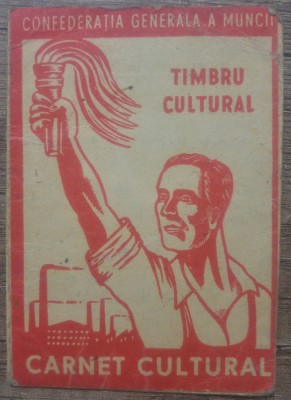 CONFEDERAȚIA GENERALĂ A MUNCII
TIMBRU
CULTURAL
CARNET CULTURAL